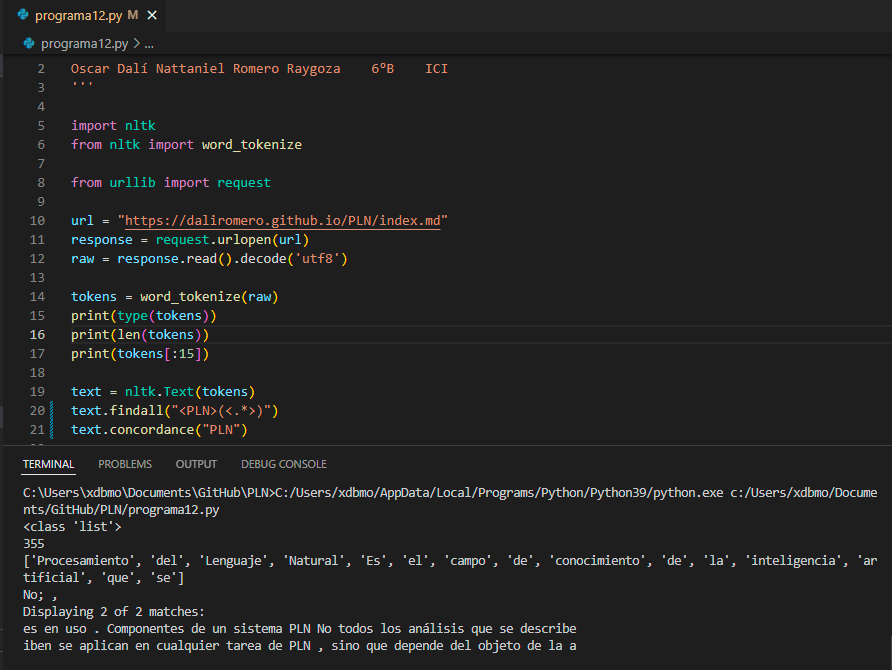 programa12.py M ×
programa12.py > ...
2 Oscar Dalí Nattaniel Romero Raygoza    6°B    ICI
3 '''
4
5 import nltk
6 from nltk import word_tokenize
7
8 from urllib import request
9
10 url = "https://daliromero.github.io/PLN/index.md"
11 response = request.urlopen(url)
12 raw = response.read().decode('utf8')
13
14 tokens = word_tokenize(raw)
15 print(type(tokens))
16 print(len(tokens))
17 print(tokens[:15])
18
19 text = nltk.Text(tokens)
20 text.findall("<PLN>(<.*>)")
21 text.concordance("PLN")
TERMINAL PROBLEMS OUTPUT DEBUG CONSOLE
C:\Users\xdbmo\Documents\GitHub\PLN>C:/Users/xdbmo/AppData/Local/Programs/Python/Python39/python.exe c:/Users/xdbmo/Docume
nts/GitHub/PLN/programa12.py
<class 'list'>
355
['Procesamiento', 'del', 'Lenguaje', 'Natural', 'Es', 'el', 'campo', 'de', 'conocimiento', 'de', 'la', 'inteligencia', 'ar
tificial', 'que', 'se']
No; ,
Displaying 2 of 2 matches:
es en uso . Componentes de un sistema PLN No todos los análisis que se describe
iben se aplican en cualquier tarea de PLN , sino que depende del objeto de la a